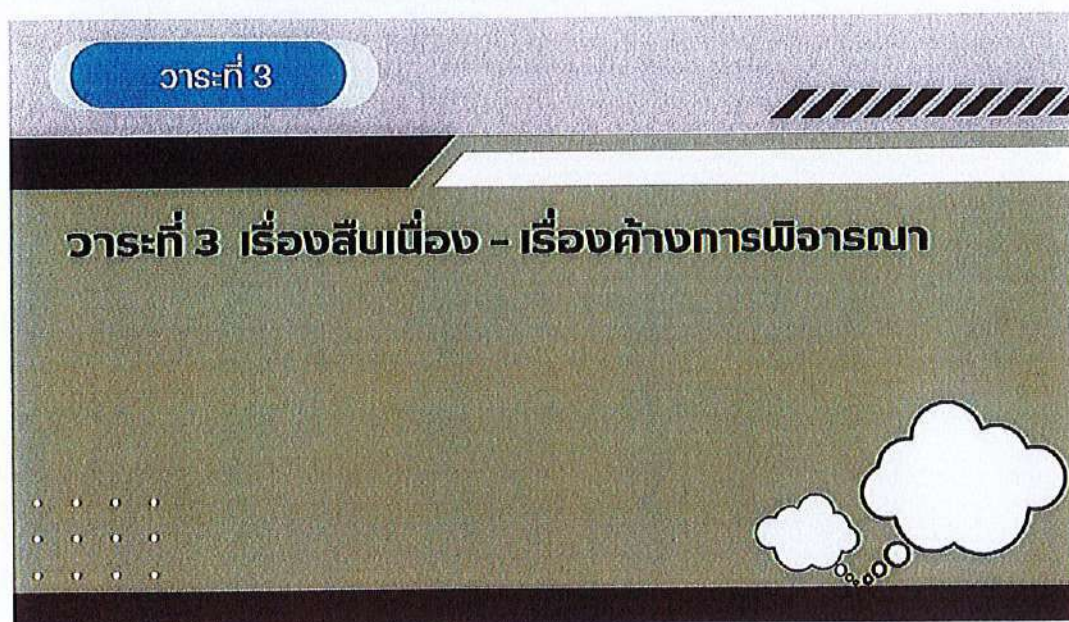 วาระที่ 3
วาระที่ 3 เรื่องสืบเนื่อง – เรื่องค้างการพิจารณา